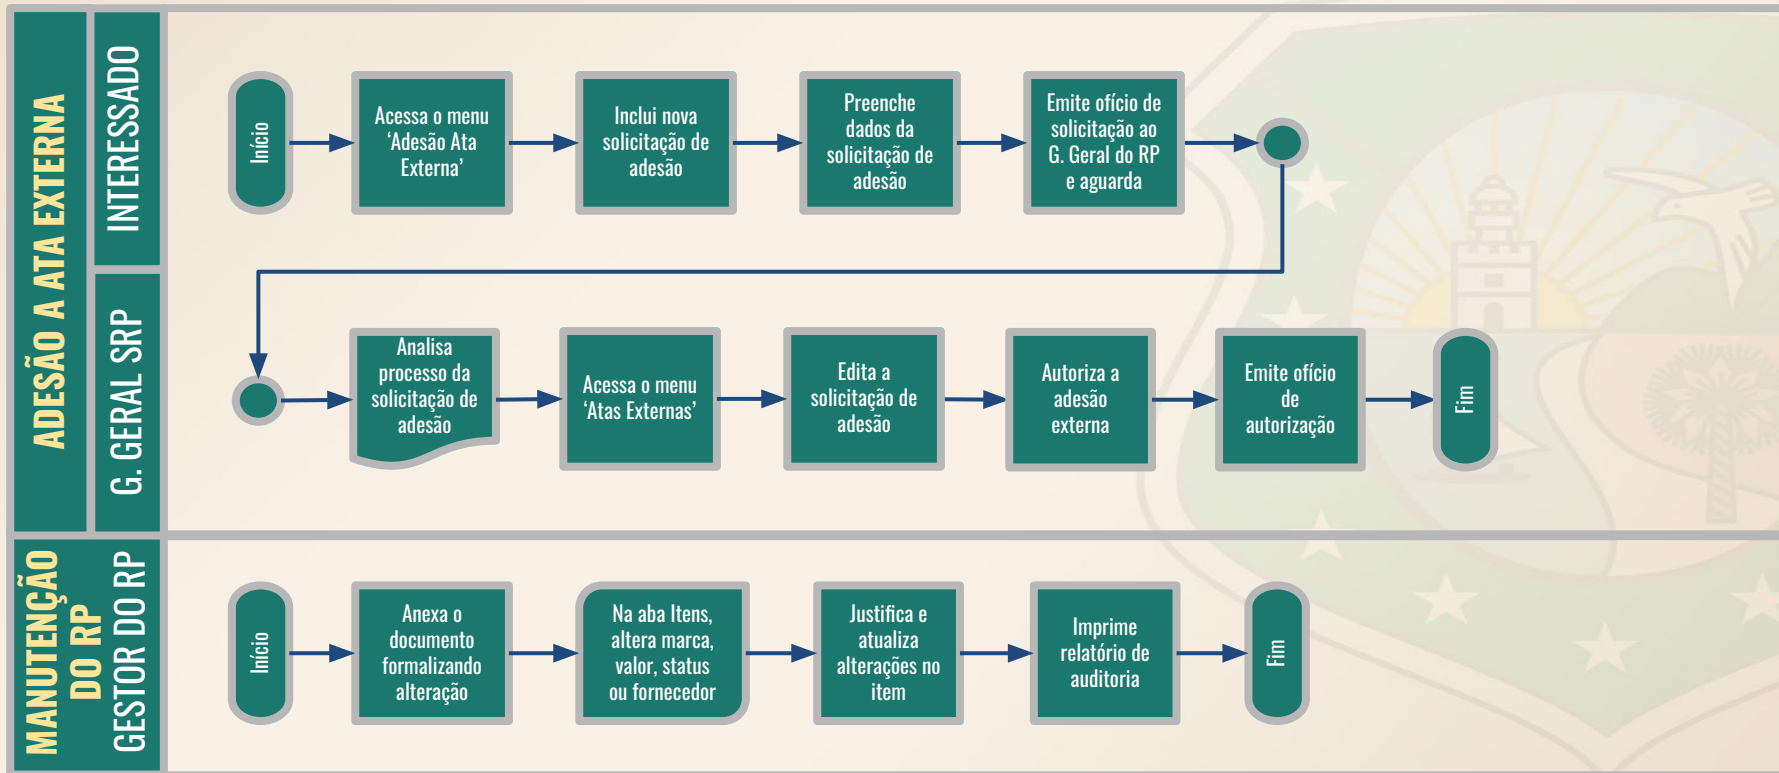 ADESÃO A ATA EXTERNA
INTERESSADO
Início
Acessa o menu
‘Adesão Ata
Externa’
Inclui nova
solicitação de
adesão
Preenche
dados da
solicitação de
adesão
Emite ofício de
solicitação ao
G. Geral do RP
e aguarda
G. GERAL SRP
Analisa
processo da
solicitação de
adesão
Acessa o menu
‘Atas Externas’
Edita a
solicitação de
adesão
Autoriza a
adesão
externa
Emite ofício
de
autorização
Fim
MANUTENÇÃO
DO RP
GESTOR DO RP
Início
Anexa o
documento
formalizando
alteração
Na aba Itens,
altera marca,
valor, status
ou fornecedor
Justifica e
atualiza
alterações no
item
Imprime
relatório de
auditoria
Fim